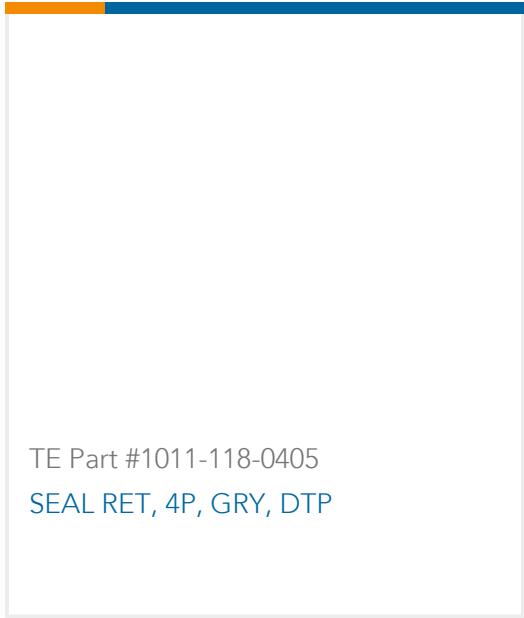 TE Part #1011-118-0405
SEAL RET, 4P, GRY, DTP